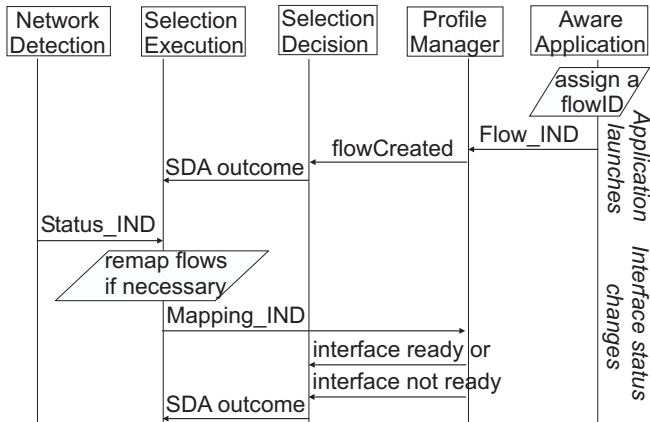 Network
Detection
Selection
Execution
Selection
Decision
Profile
Manager
Aware
Application
assign a
flowID
Application
launches
Flow_IND
flowCreated
SDA outcome
Status_IND
remap flows
if necessary
Interface status
changes
Mapping_IND
interface ready or
interface not ready
SDA outcome